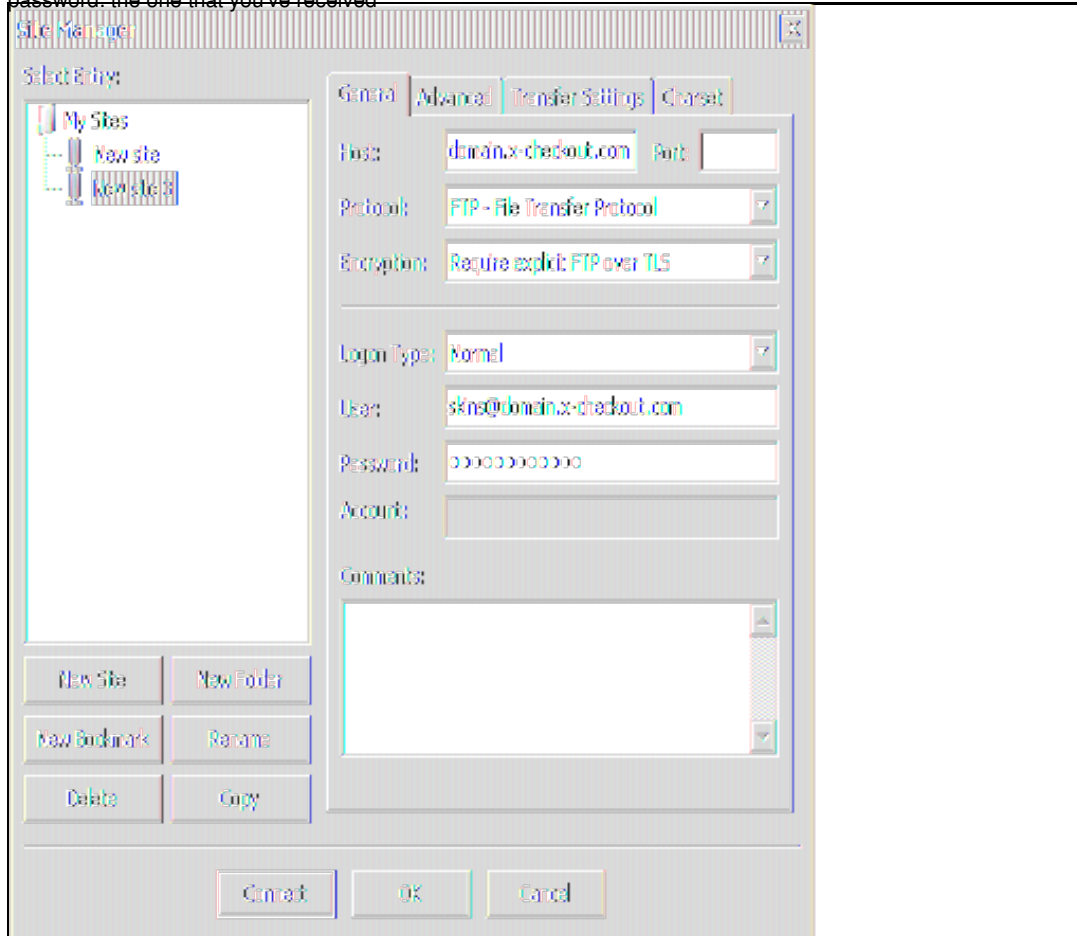 password: the one that you've received
Site Manager
Select Entry:
My Sites
New site
New site 3
General Advanced Transfer Settings Charset
Host: domain.x-checkout.com Port:
Protocol: FTP - File Transfer Protocol
Encryption: Require explicit FTP over TLS
Logon Type: Normal
User: skins@domain.x-checkout.com
Password:
Account:
Comments:
New Site New Folder
New Bookmark Rename
Delete Copy
Connect OK Cancel